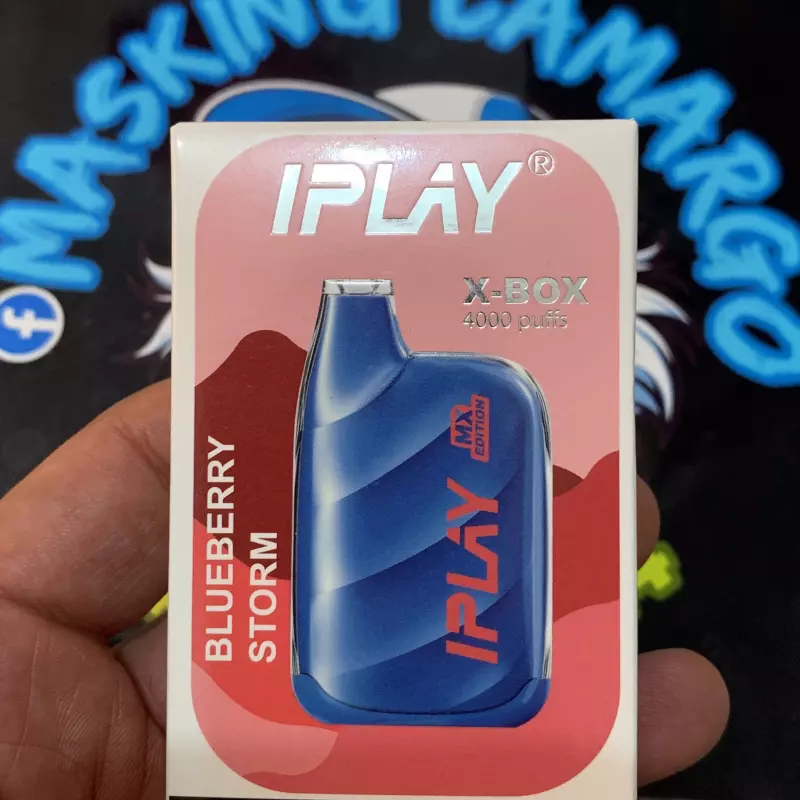 MASKING CAMARGO
f
IPLAY®
X-BOX
4000 puffs
BLUEBERRY
STORM
IPLAY
MX
EDITION